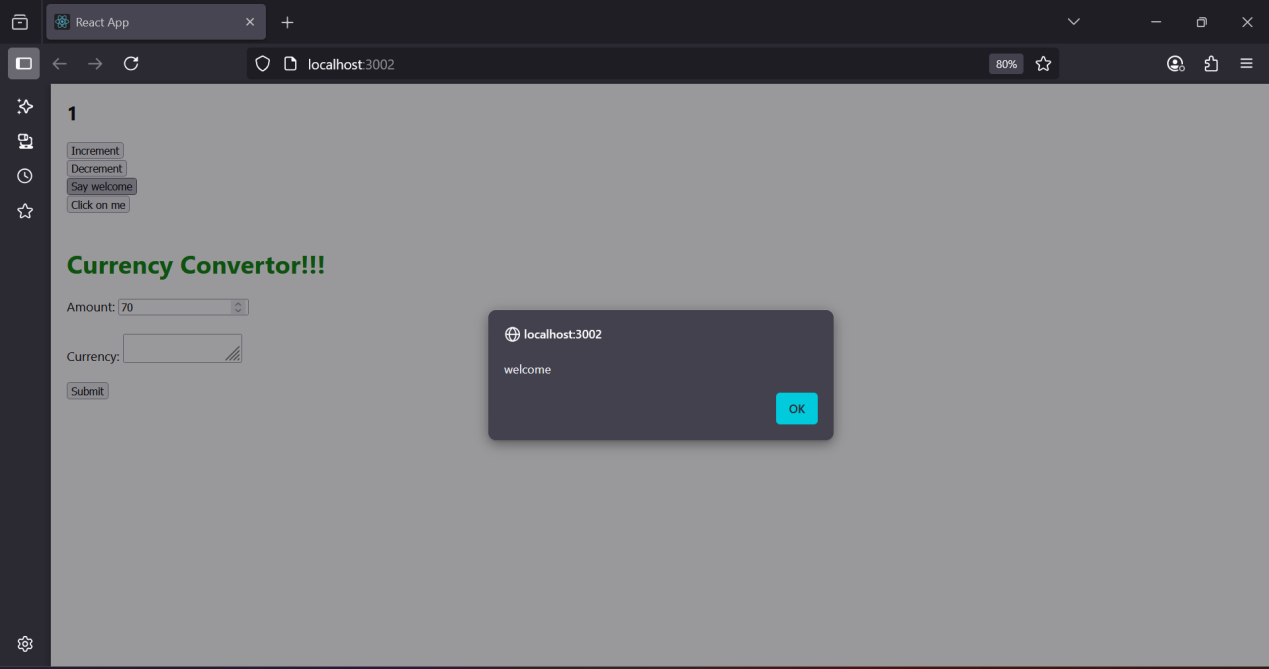 React App
localhost:3002
80%
1
Increment
Decrement
Say welcome
Click on me
Currency Convertor!!!
Amount: 70
Currency:
Submit
localhost:3002
welcome
OK